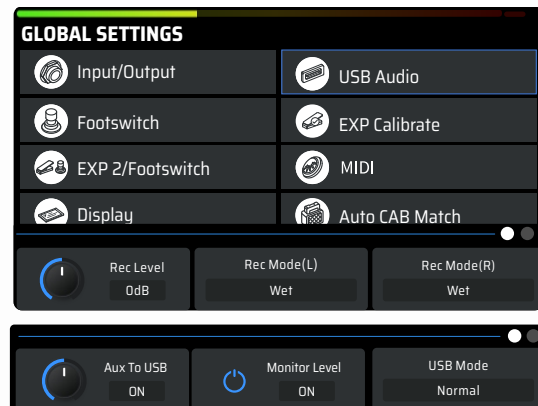 GLOBAL SETTINGS
Input/Output
USB Audio
Footswitch
EXP Calibrate
EXP 2/Footswitch
MIDI
Display
Auto CAB Match
Rec Level
0dB
Rec Mode(L)
Wet
Rec Mode(R)
Wet
Aux To USB
ON
Monitor Level
ON
USB Mode
Normal